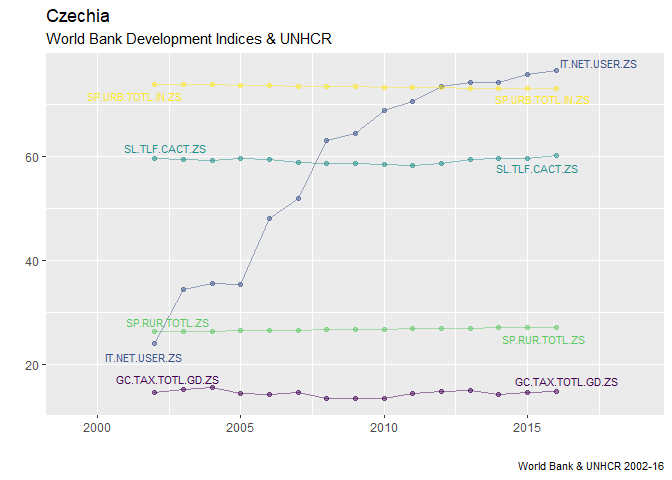 Czechia
World Bank Development Indices & UNHCR
IT.NET.USER.ZS
SP.URB.TOTL.IN.ZS
SP.URB.TOTL.IN.ZS
60
SL.TLF.CACT.ZS
SL.TLF.CACT.ZS
40
SP.RUR.TOTL.ZS
SP.RUR.TOTL.ZS
IT.NET.USER.ZS
20
GC.TAX.TOTL.GD.ZS
GC.TAX.TOTL.GD.ZS
2000 2005 2010 2015
World Bank & UNHCR 2002-16